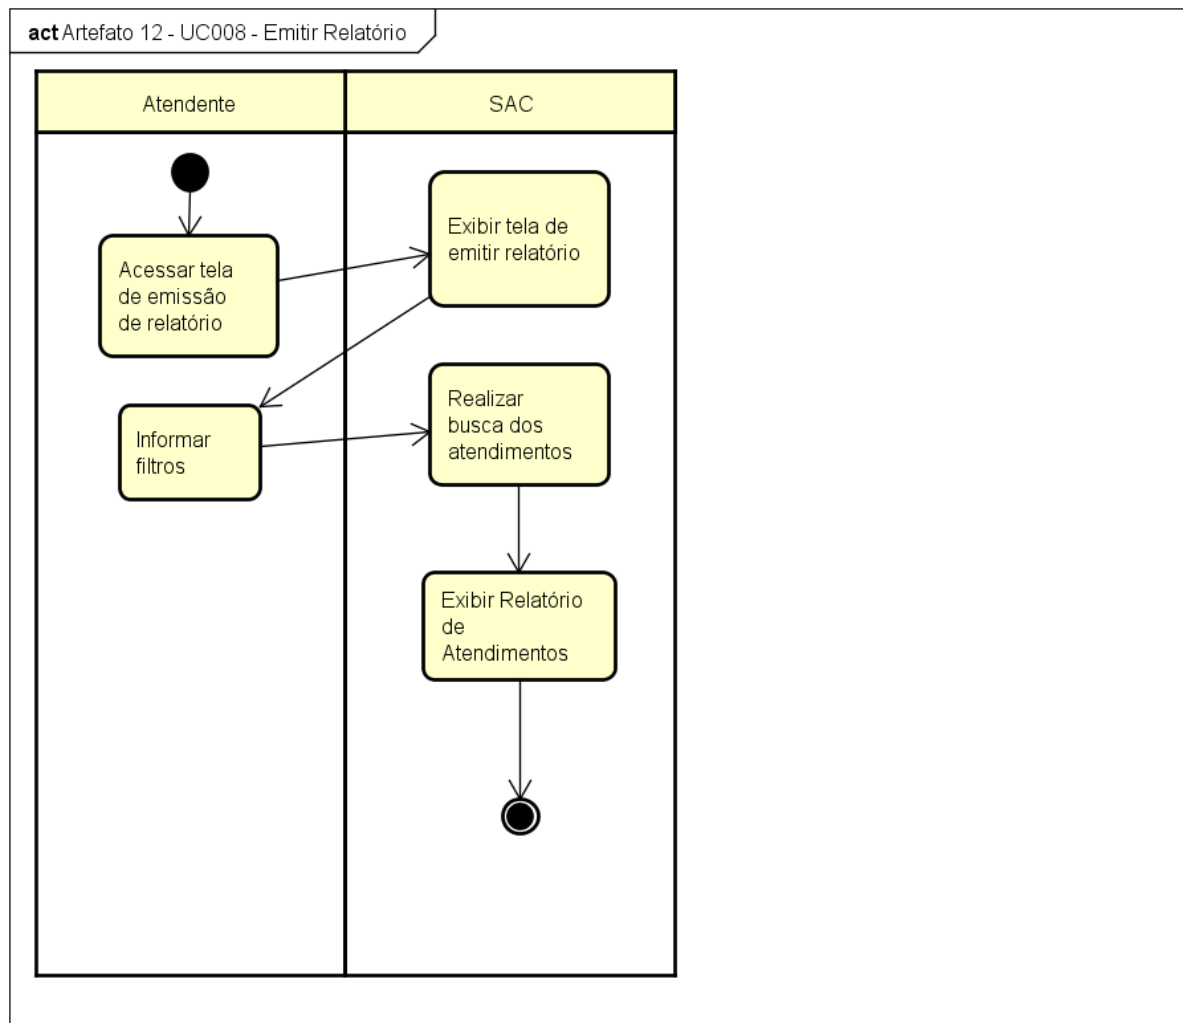 act Artefato 12 - UC008 - Emitir Relatório
Atendente
SAC
Acessar tela
de emissão
de relatório
Exibir tela de
emitir relatório
Informar
filtros
Realizar
busca dos
atendimentos
Exibir Relatório
de
Atendimentos